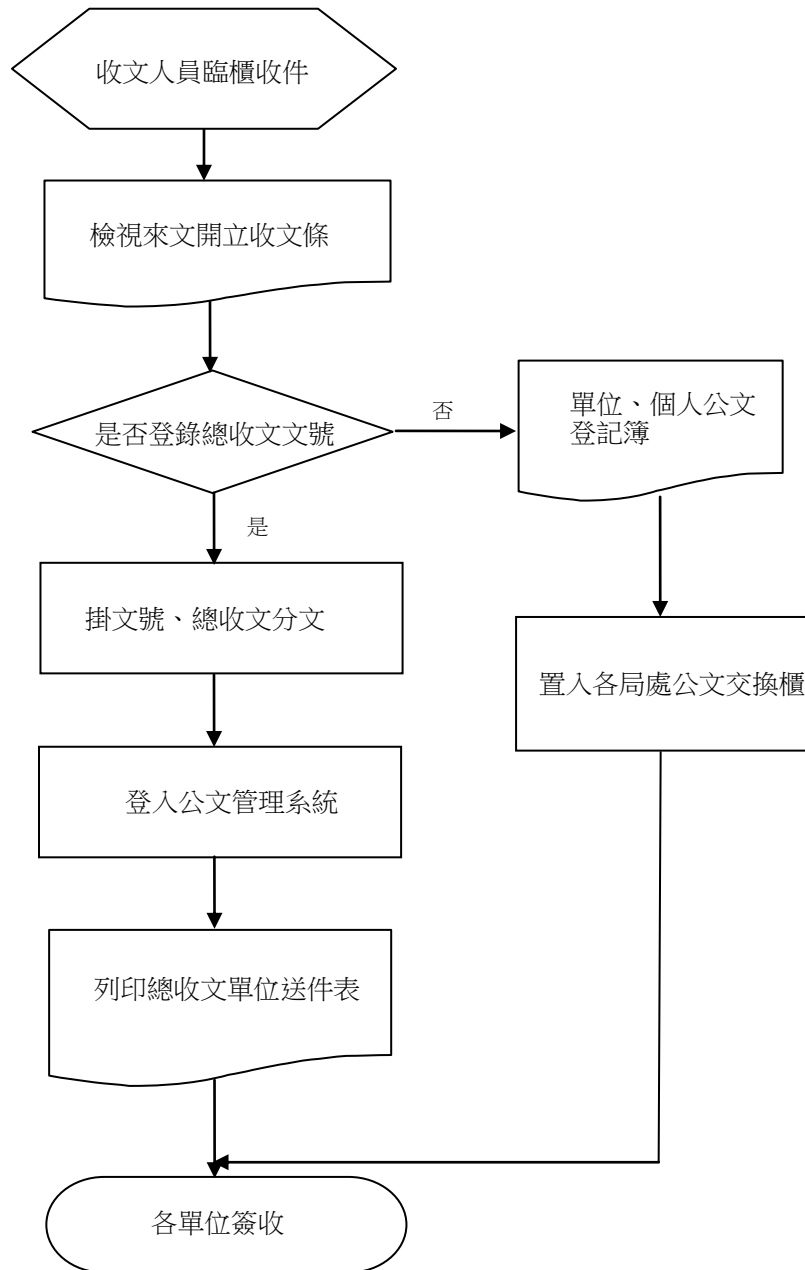 收文人員臨櫃收件
檢視來文開立收文條
是否登錄總收文文號
否
單位、個人公文
登記簿
是
掛文號、總收文分文
置入各局處公文交換櫃
登入公文管理系統
列印總收文單位送件表
各單位簽收